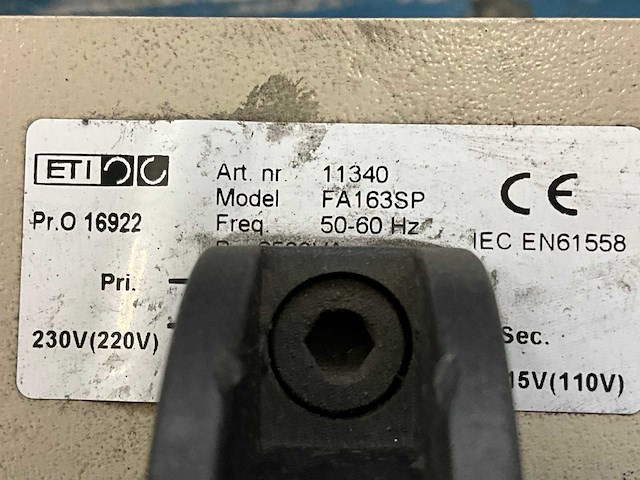 ETI
Art. nr. 11340
Model FA163SP
Pr.O 16922
Freq. 50-60 Hz
CE
IEC EN61558
Pri.
230V(220V)
Sec.
15V(110V)